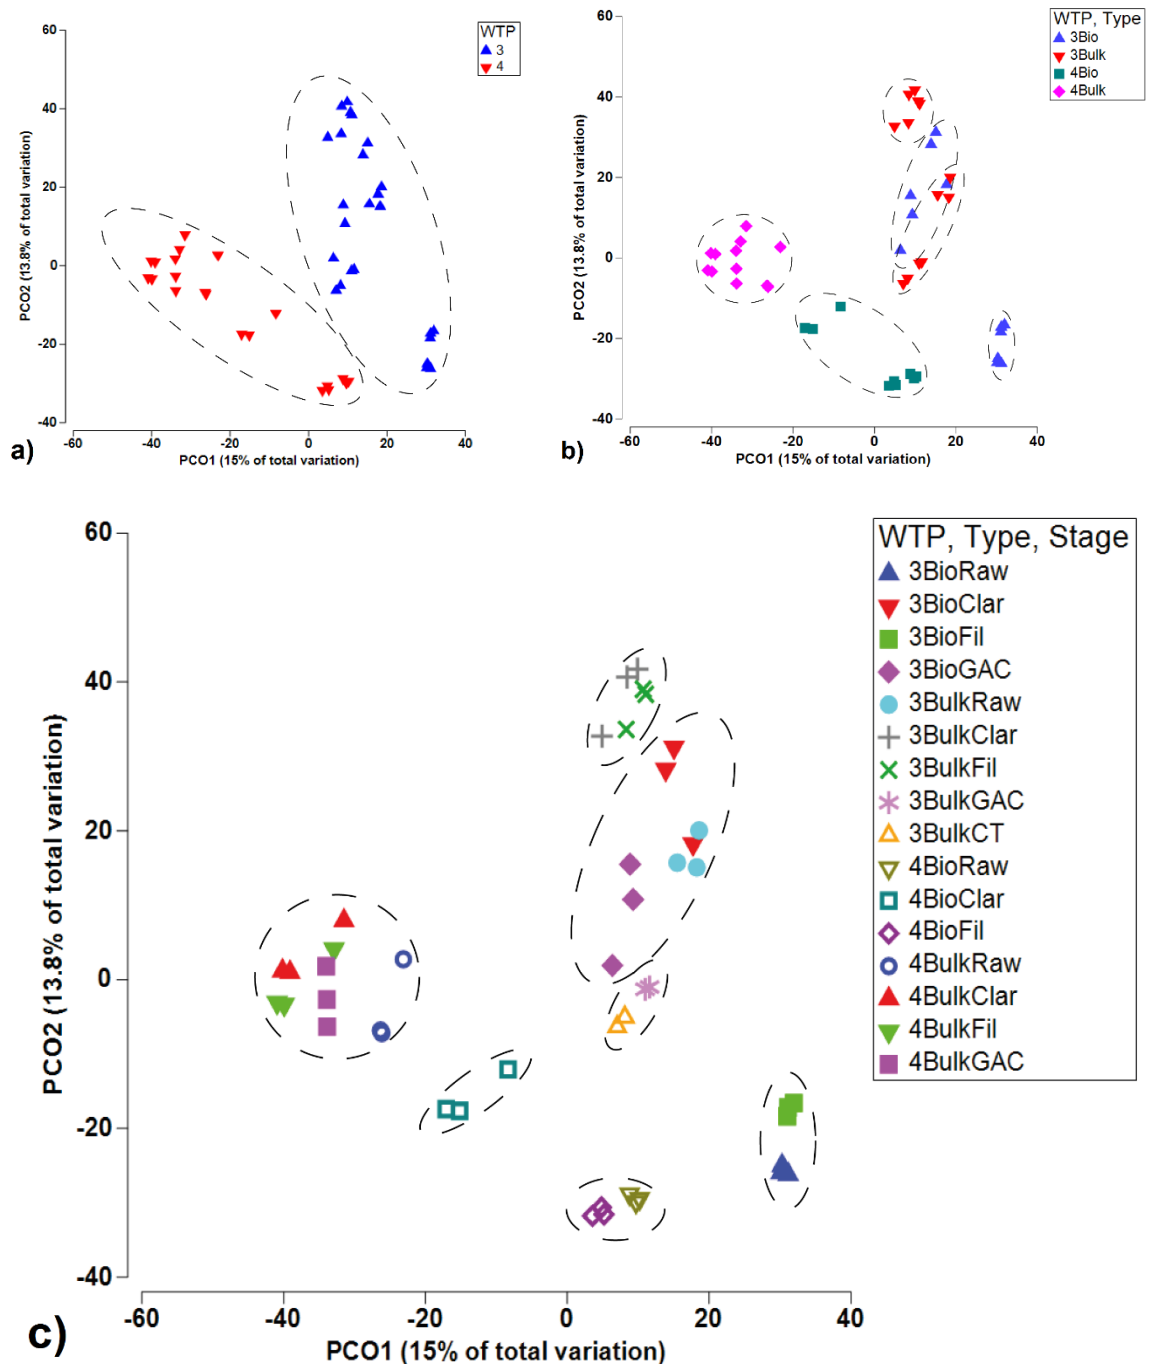 60
40
20
0
-20
-40
-60
-40
-20
0
20
40
PCO2 (13.8% of total variation)
PCO1 (15% of total variation)
WTP
3
4
a)
60
40
20
0
-20
-40
-60
-40
-20
0
20
40
PCO2 (13.8% of total variation)
PCO1 (15% of total variation)
WTP, Type
3Bio
3Bulk
4Bio
4Bulk
b)
60
40
20
0
-20
-40
-60
-40
-20
0
20
40
PCO2 (13.8% of total variation)
PCO1 (15% of total variation)
WTP, Type, Stage
3BioRaw
3BioClar
3BioFil
3BioGAC
3BulkRaw
3BulkClar
3BulkFil
3BulkGAC
3BulkCT
4BioRaw
4BioClar
4BioFil
4BulkRaw
4BulkClar
4BulkFil
4BulkGAC
c)